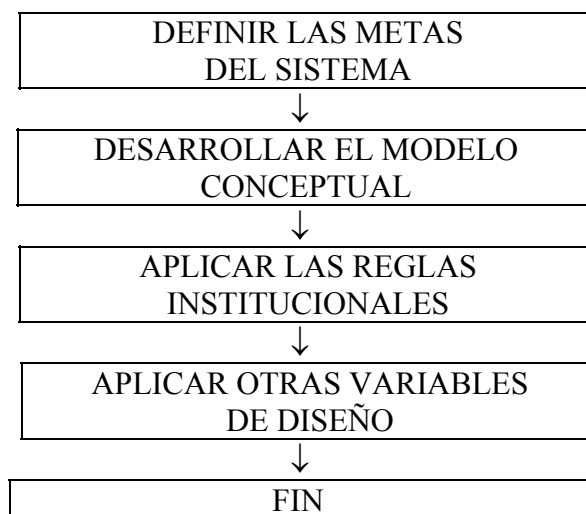 DEFINIR LAS METAS
DEL SISTEMA
↓
DESARROLLAR EL MODELO
CONCEPTUAL
↓
APLICAR LAS REGLAS
INSTITUCIONALES
↓
APLICAR OTRAS VARIABLES
DE DISEÑO
↓
FIN